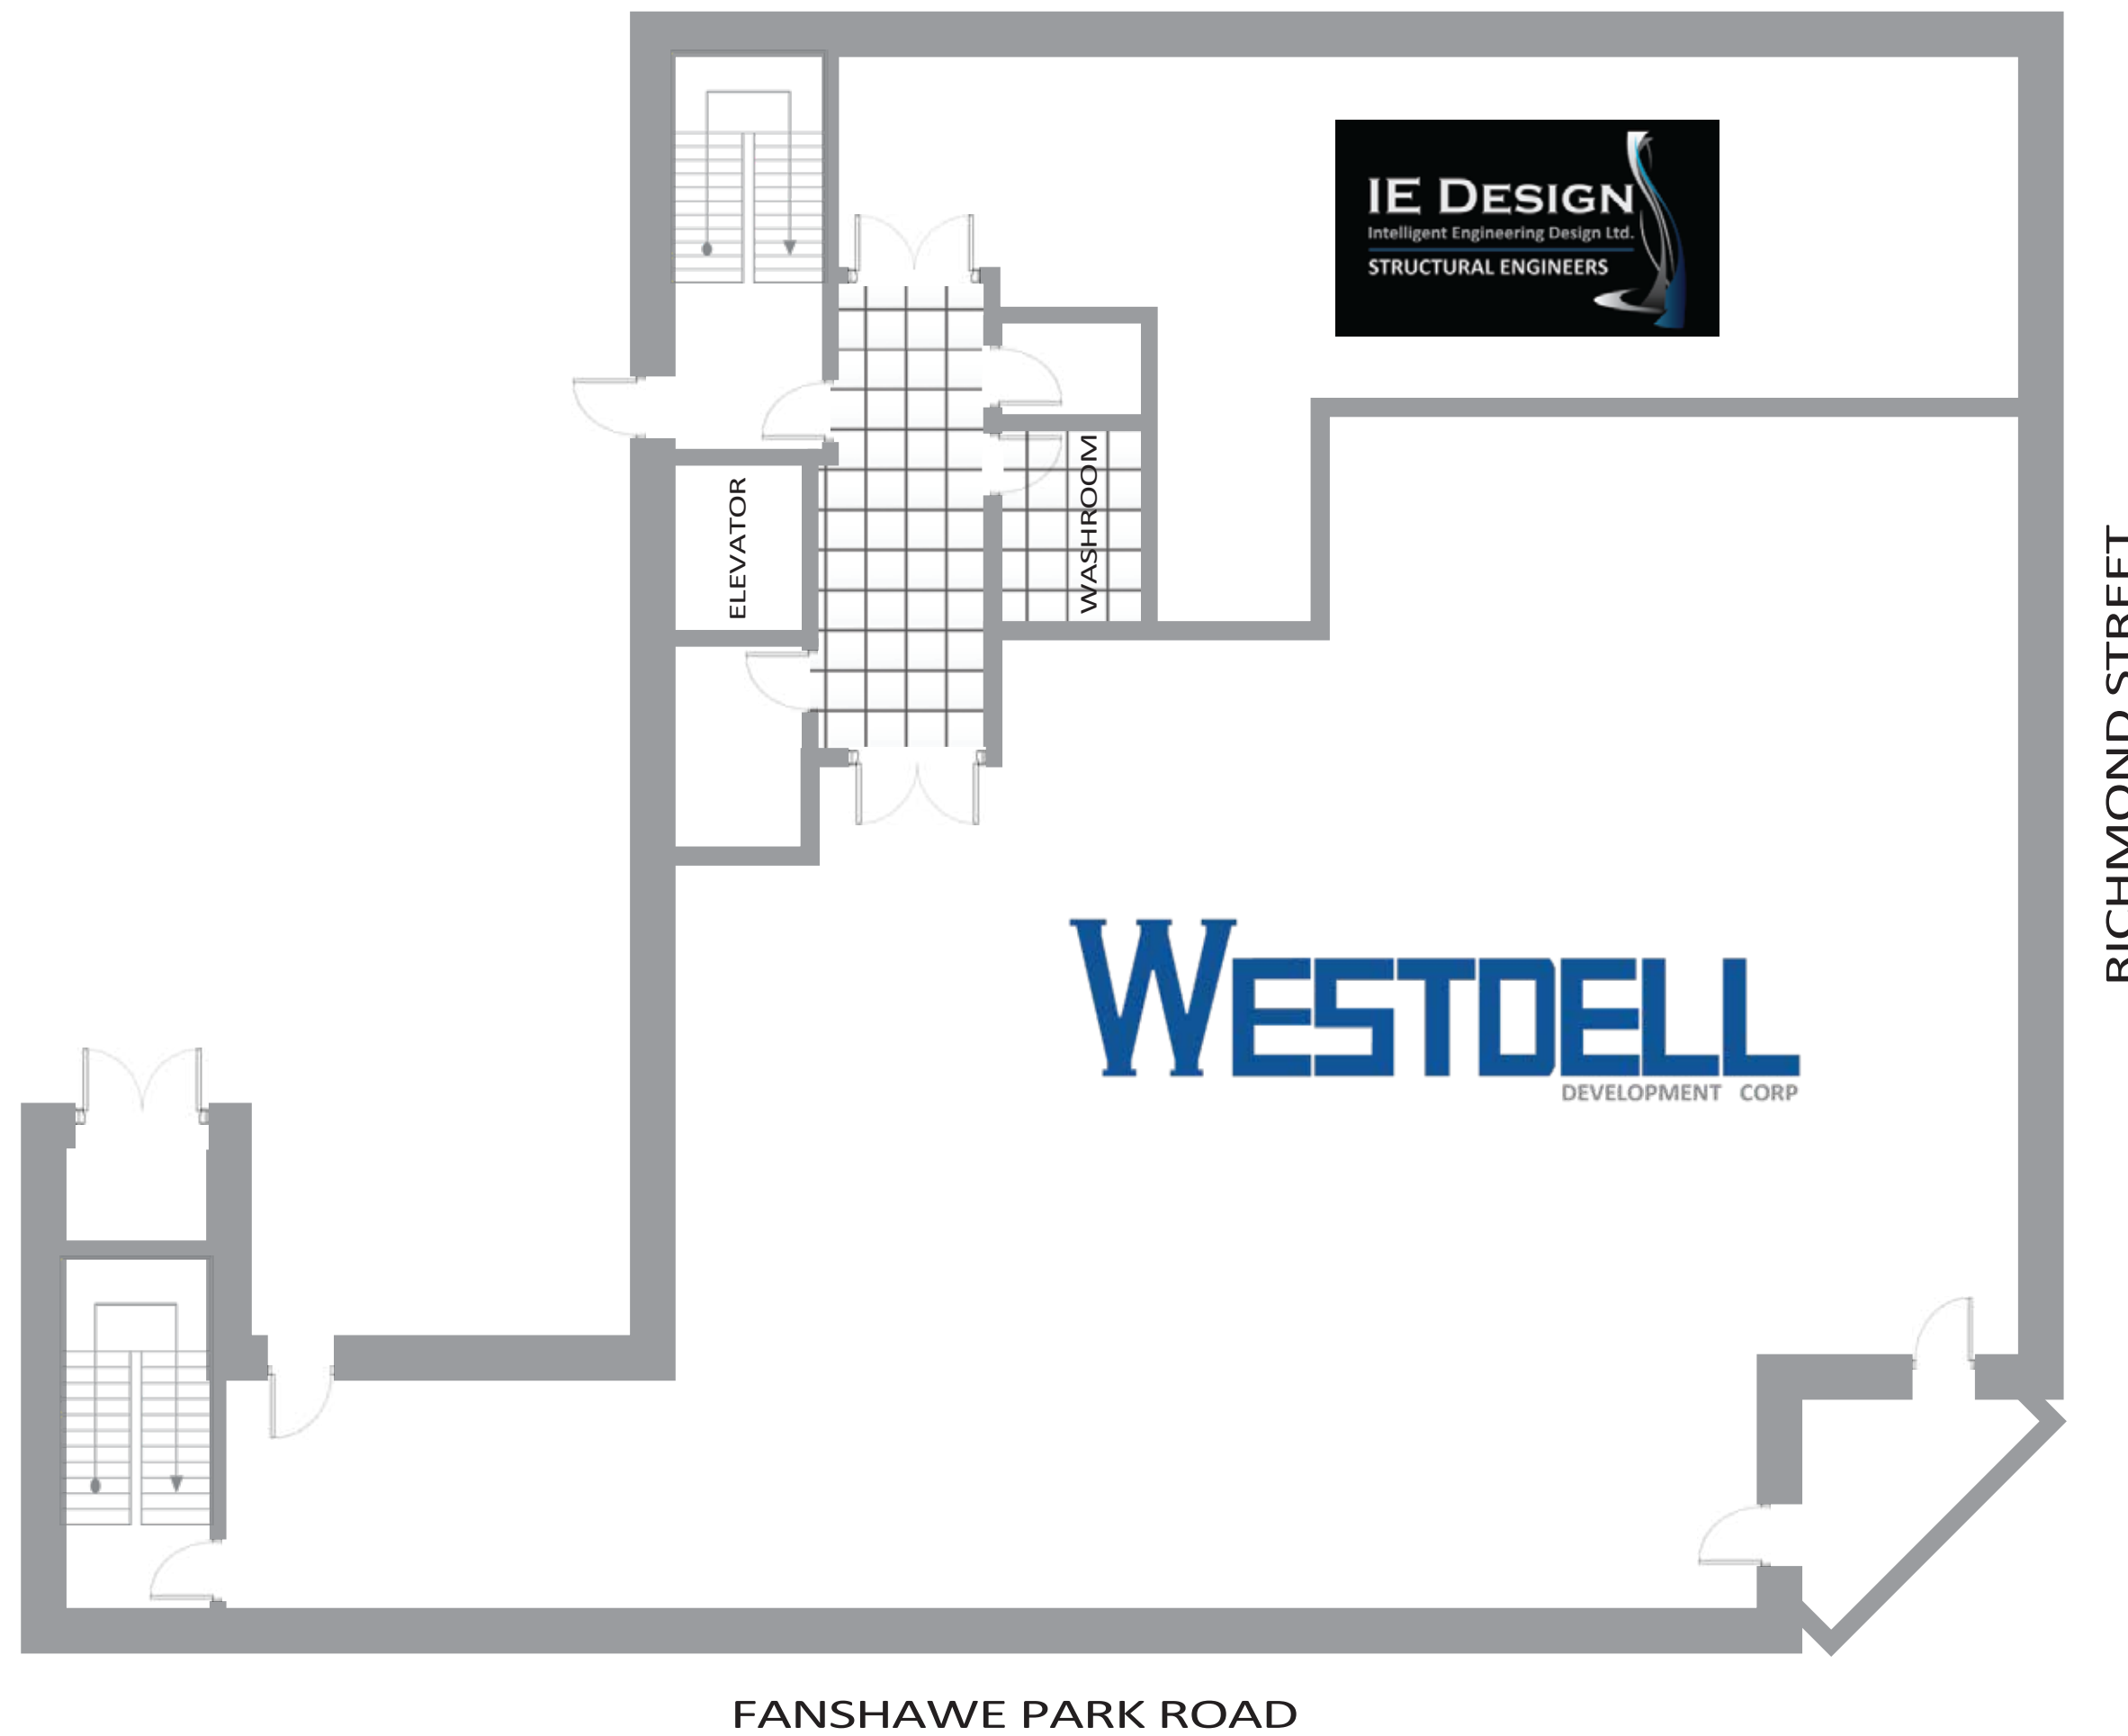 IE DESIGN
Intelligent Engineering Design Ltd.
STRUCTURAL ENGINEERS
ELEVATOR
WASHROOM
RICHMOND STREET
WESTDELL
DEVELOPMENT CORP
FANSHAWE PARK ROAD